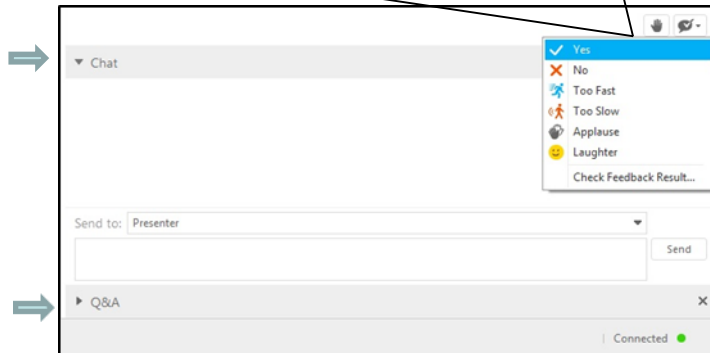 Chat
Yes
No
Too Fast
Too Slow
Applause
Laughter
Check Feedback Result...
Send to: Presenter
Send
Q&A
Connected